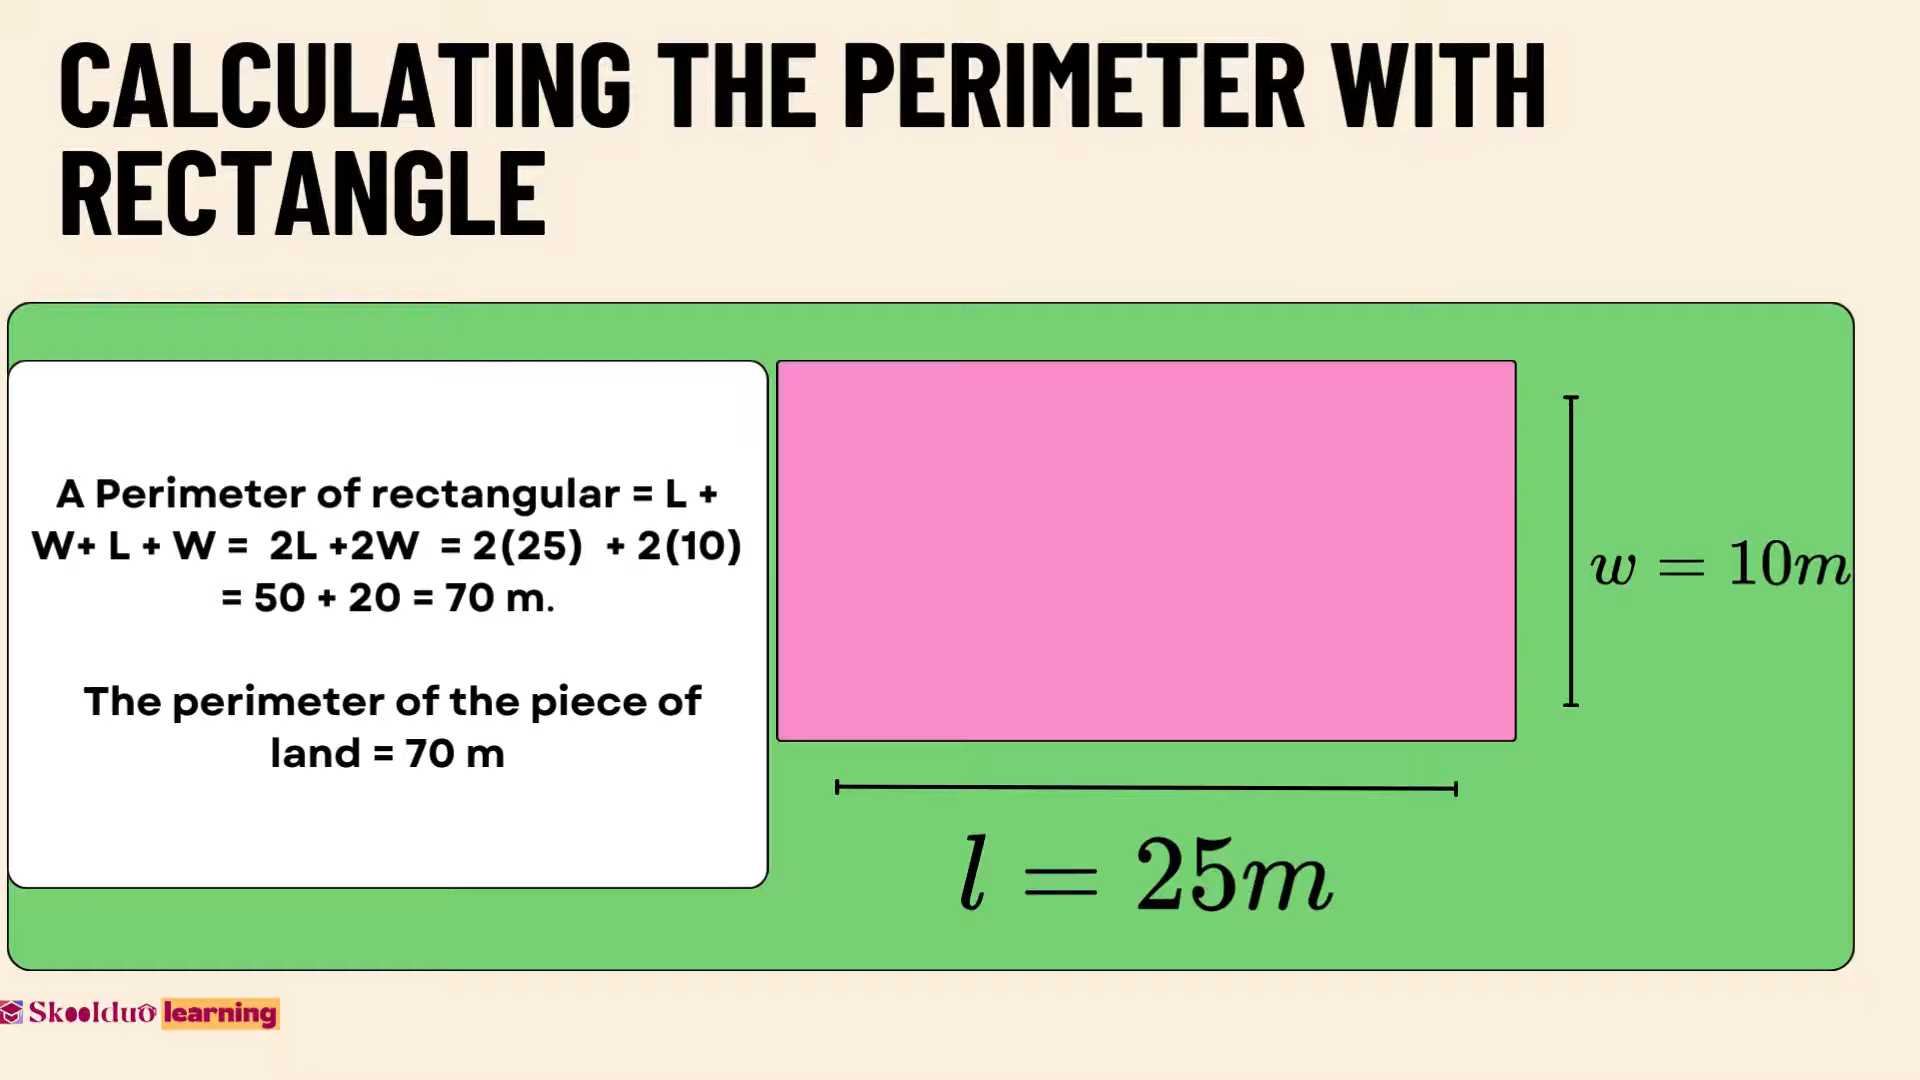 CALCULATING THE PERIMETER WITH
RECTANGLE
A Perimeter of rectangular = L +
W+ L + W = 2L +2W = 2(25) + 2(10)
= 50 + 20 = 70 m.
The perimeter of the piece of
land = 70 m
w = 10m
l = 25m
Skoolduo learning